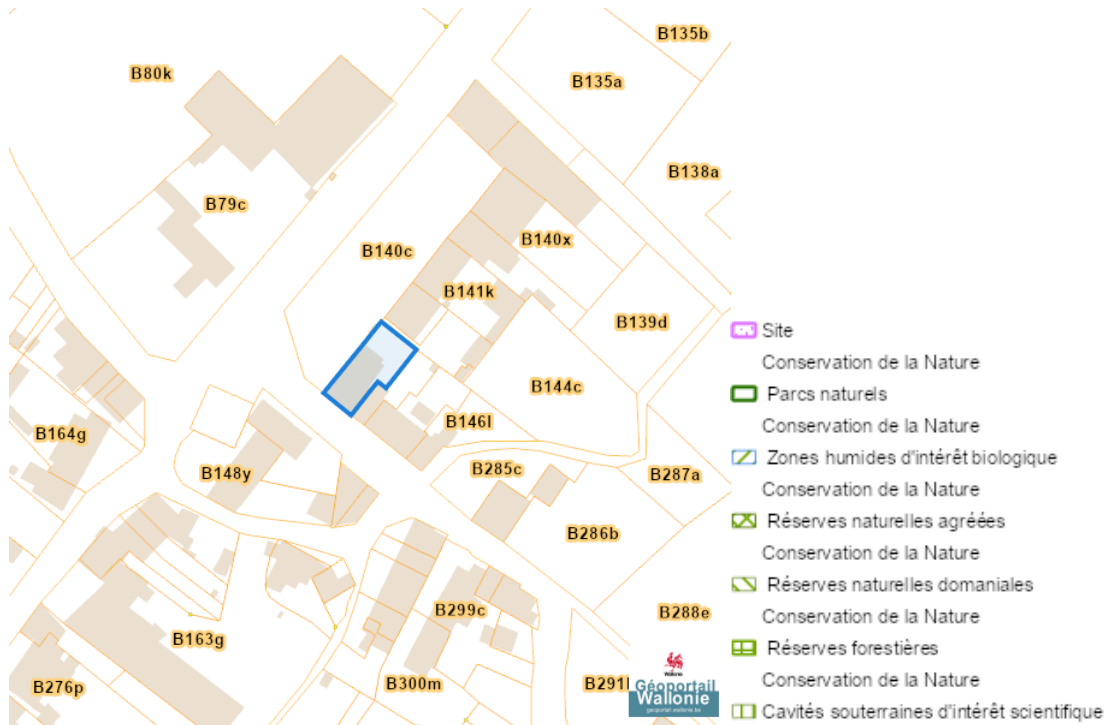 B135b
B80k
B135a
B138a
B79c
B140x
B140c
B141k
B139d
B144c
B146l
B164g
B148y
B285c
B287a
B286b
B299c
B288e
B163g
B300m
B276p
Wallonie
Géoportail
Wallonie
geoportail.wallonie.be
Site
Conservation de la Nature
Parcs naturels
Conservation de la Nature
Zones humides d'intérêt biologique
Conservation de la Nature
Réserves naturelles agréées
Conservation de la Nature
Réserves naturelles domaniales
Conservation de la Nature
Réserves forestières
Conservation de la Nature
Cavités souterraines d'intérêt scientifique